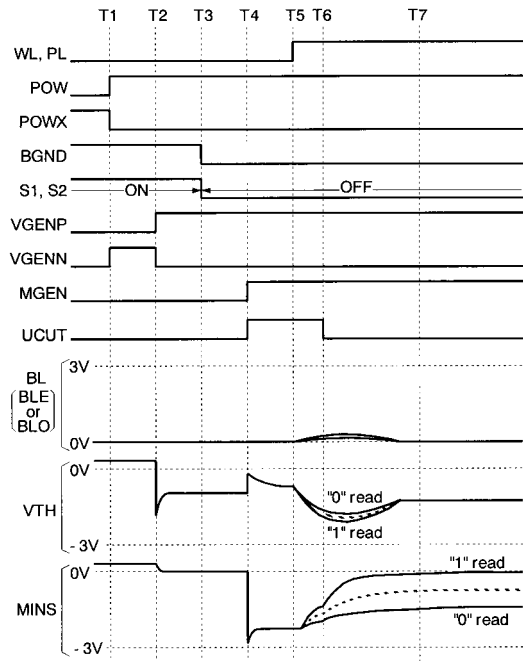 T1 T2 T3 T4 T5 T6 T7
WL, PL
POW
POWX
BGND
S1, S2 ON OFF
VGENP
VGENN
MGEN
UCUT
3V
BL
BLE
or
BLO
0V
0V
VTH
"0" read
"1" read
- 3V
0V
"1" read
MINS
"0" read
- 3V